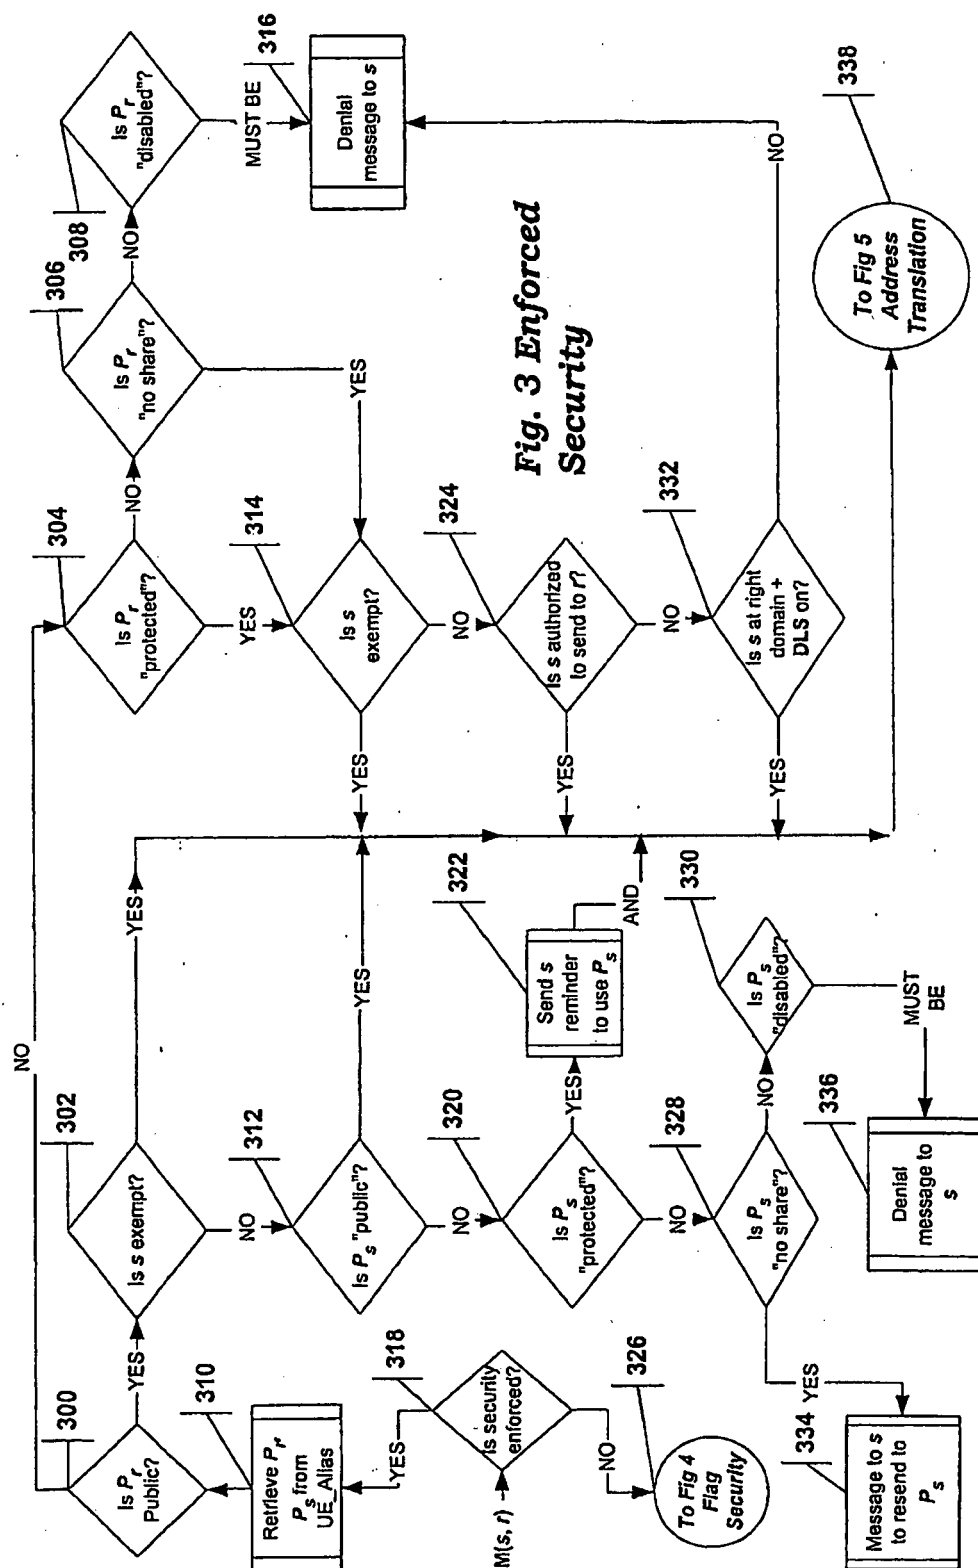 300
Is Pr
Public?
YES
NO
302
Is s exempt?
YES
NO
304
Is Pr
"protected"?
NO
YES
306
Is Pr
"no share"?
NO
YES
308
Is Pr
"disabled"?
MUST BE
310
Retrieve Pr,
Ps from
UE_Alias
312
Is Ps "public"?
YES
NO
314
Is s
exempt?
YES
NO
316
Denial
message to s
318
Is security
enforced?
YES
NO
M(s, r)
320
Is Ps
"protected"?
YES
NO
322
Send s
reminder
to use Ps
AND
324
Is s authorized
to send to r?
YES
NO
Fig. 3 Enforced
Security
326
To Fig 4
Flag
Security
328
Is Ps
"no share"?
YES
NO
330
Is Ps
"disabled"?
MUST
BE
332
Is s at right
domain +
DLS on?
YES
NO
334
Message to s
to resend to
Ps
336
Denial
message to
s
338
To Fig 5
Address
Translation